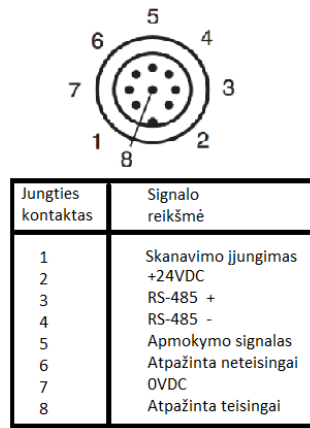 5
6 4
7 3
1 2
8
Jungties kontaktas Signalo reikšmė
1 Skanavimo įjungimas
2 +24VDC
3 RS-485 +
4 RS-485 -
5 Apmokymo signalas
6 Atpažinta neteisingai
7 0VDC
8 Atpažinta teisingai